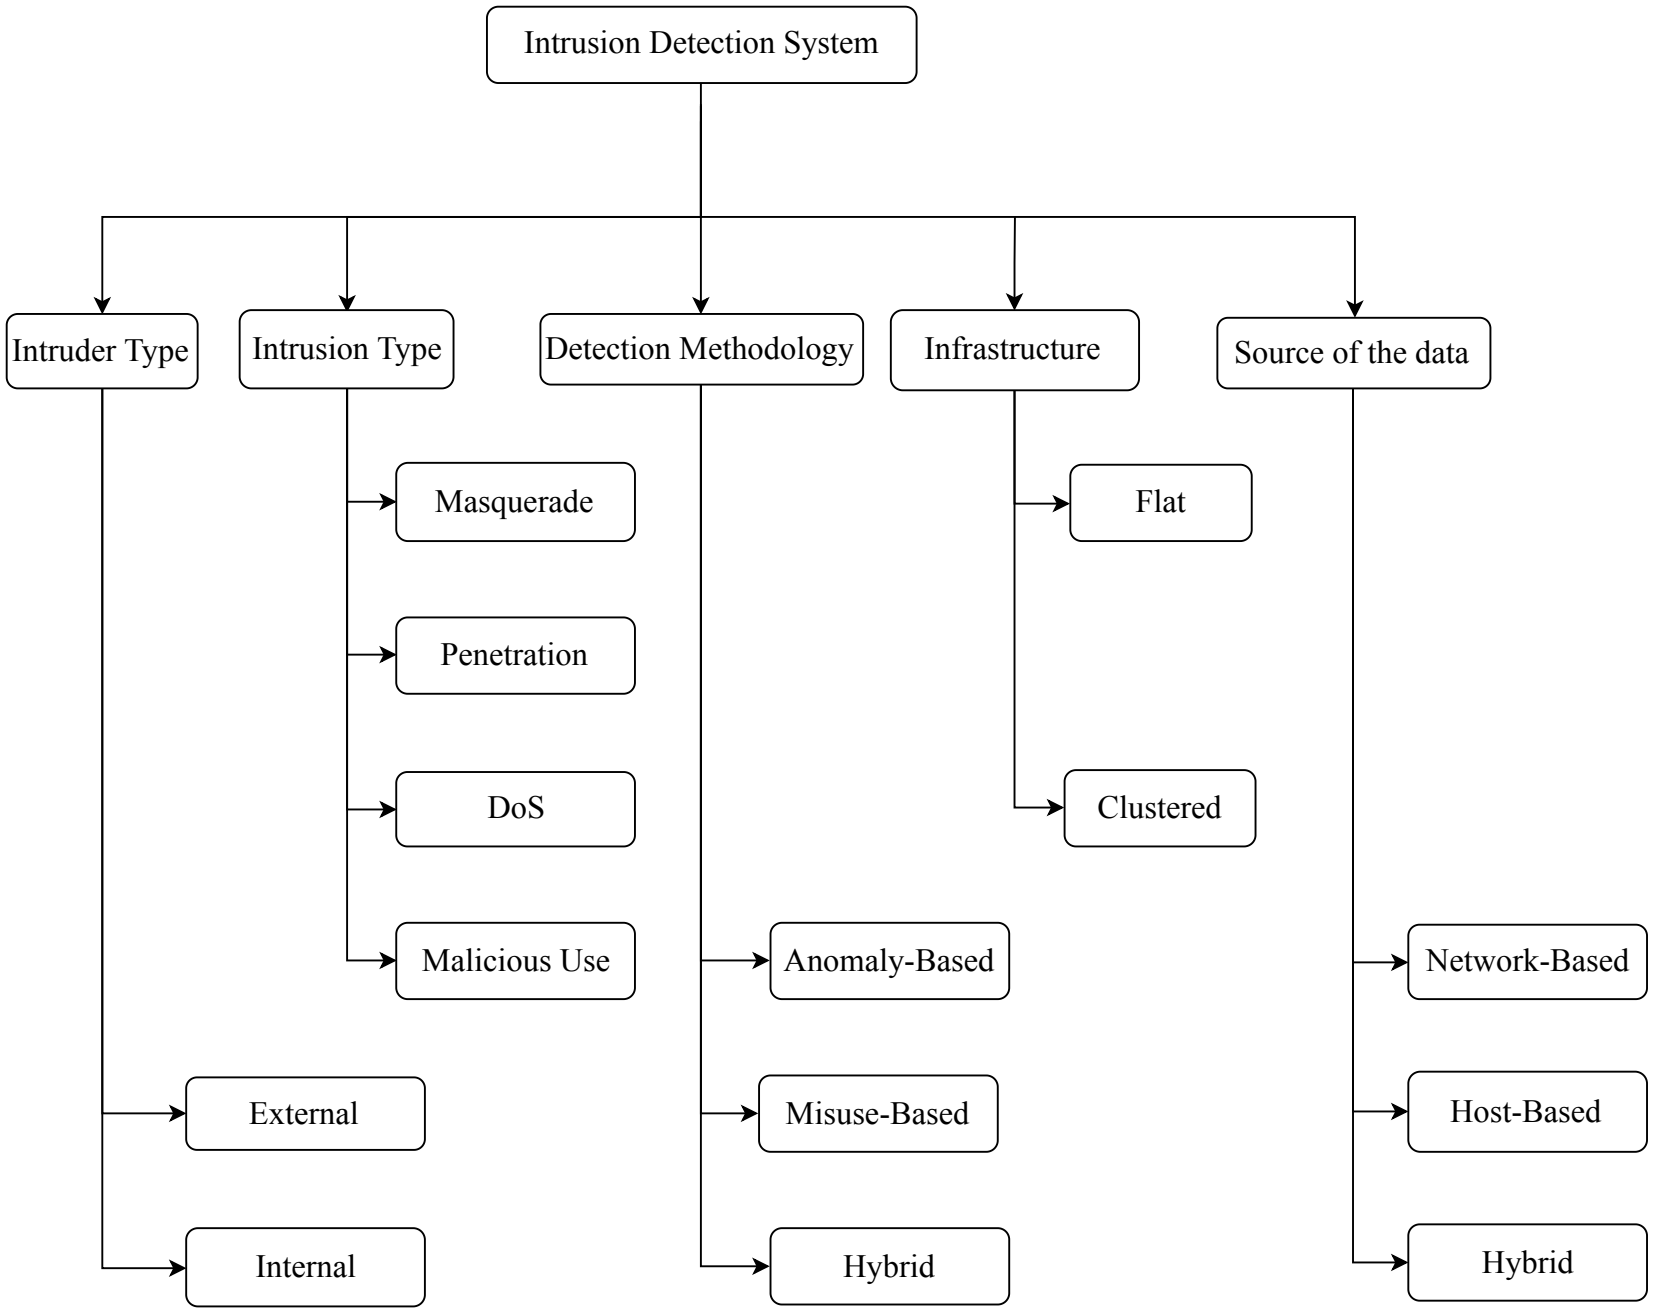 Intrusion Detection System
Intruder Type
Intrusion Type
Detection Methodology
Infrastructure
Source of the data
Masquerade
Flat
Penetration
DoS
Clustered
Malicious Use
Anomaly-Based
Network-Based
External
Misuse-Based
Host-Based
Internal
Hybrid
Hybrid